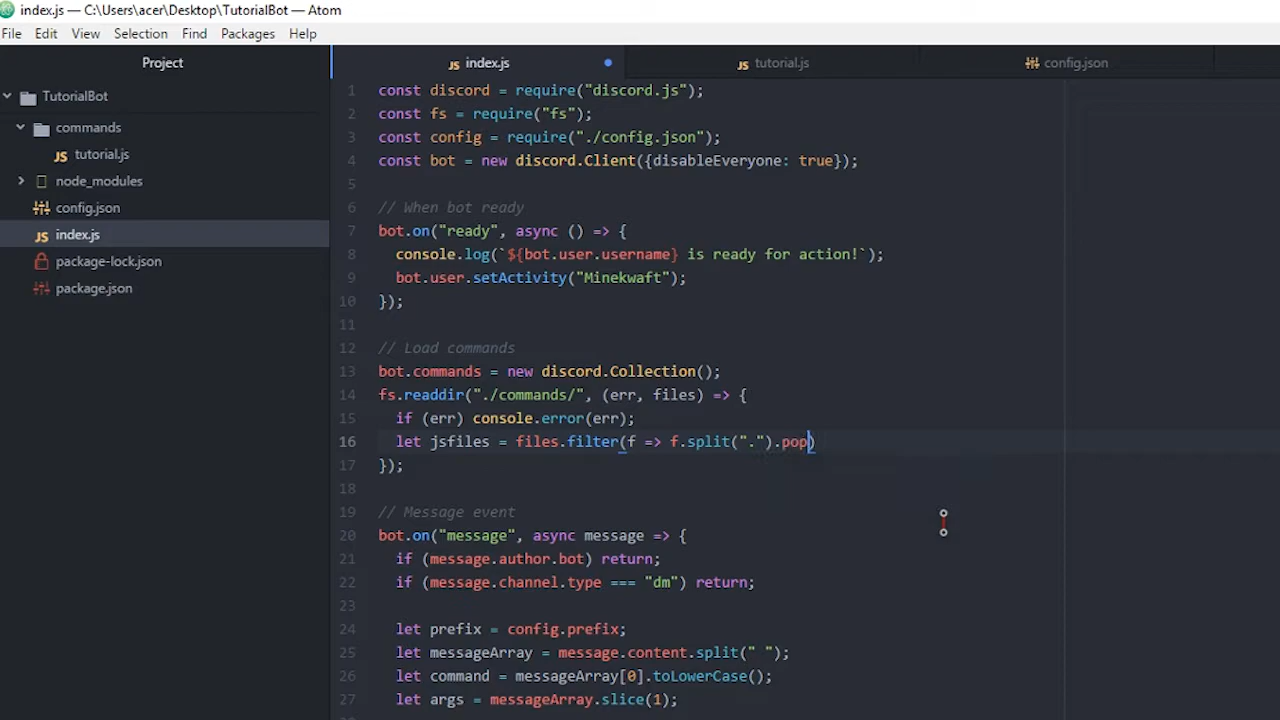 index.js — C:\Users\acer\Desktop\TutorialBot — Atom
File Edit View Selection Find Packages Help
Project
TutorialBot
commands
tutorial.js
node_modules
config.json
index.js
package-lock.json
package.json
index.js tutorial.js config.json
1 const discord = require("discord.js");
2 const fs = require("fs");
3 const config = require("./config.json");
4 const bot = new discord.Client({disableEveryone: true});
5
6 // When bot ready
7 bot.on("ready", async () => {
8 console.log(`${bot.user.username} is ready for action!`);
9 bot.user.setActivity("Minekwaft");
10 });
11
12 // Load commands
13 bot.commands = new discord.Collection();
14 fs.readdir("./commands/", (err, files) => {
15 if (err) console.error(err);
16 let jsfiles = files.filter(f => f.split(".").pop)
17 });
18
19 // Message event
20 bot.on("message", async message => {
21 if (message.author.bot) return;
22 if (message.channel.type === "dm") return;
23
24 let prefix = config.prefix;
25 let messageArray = message.content.split(" ");
26 let command = messageArray[0].toLowerCase();
27 let args = messageArray.slice(1);